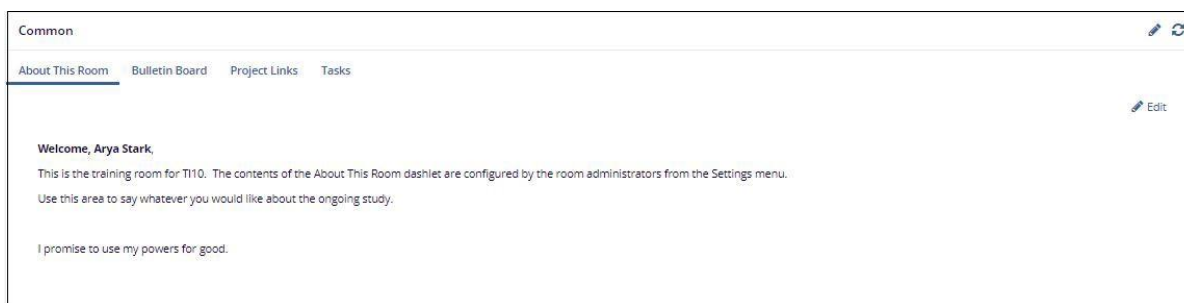 Common
About This Room Bulletin Board Project Links Tasks
Edit
Welcome, Arya Stark,
This is the training room for TI10. The contents of the About This Room dashlet are configured by the room administrators from the Settings menu.
Use this area to say whatever you would like about the ongoing study.
I promise to use my powers for good.